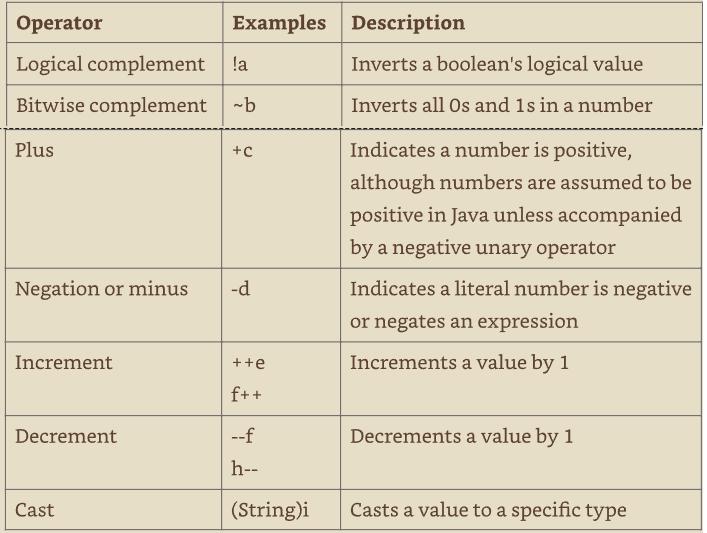 Operator Examples Description
Logical complement !a Inverts a boolean's logical value
Bitwise complement ~b Inverts all 0s and 1s in a number
Plus +c Indicates a number is positive,
although numbers are assumed to be
positive in Java unless accompanied
by a negative unary operator
Negation or minus -d Indicates a literal number is negative
or negates an expression
Increment ++e Increments a value by 1
f++
Decrement --f Decrements a value by 1
h--
Cast (String)i Casts a value to a specific type